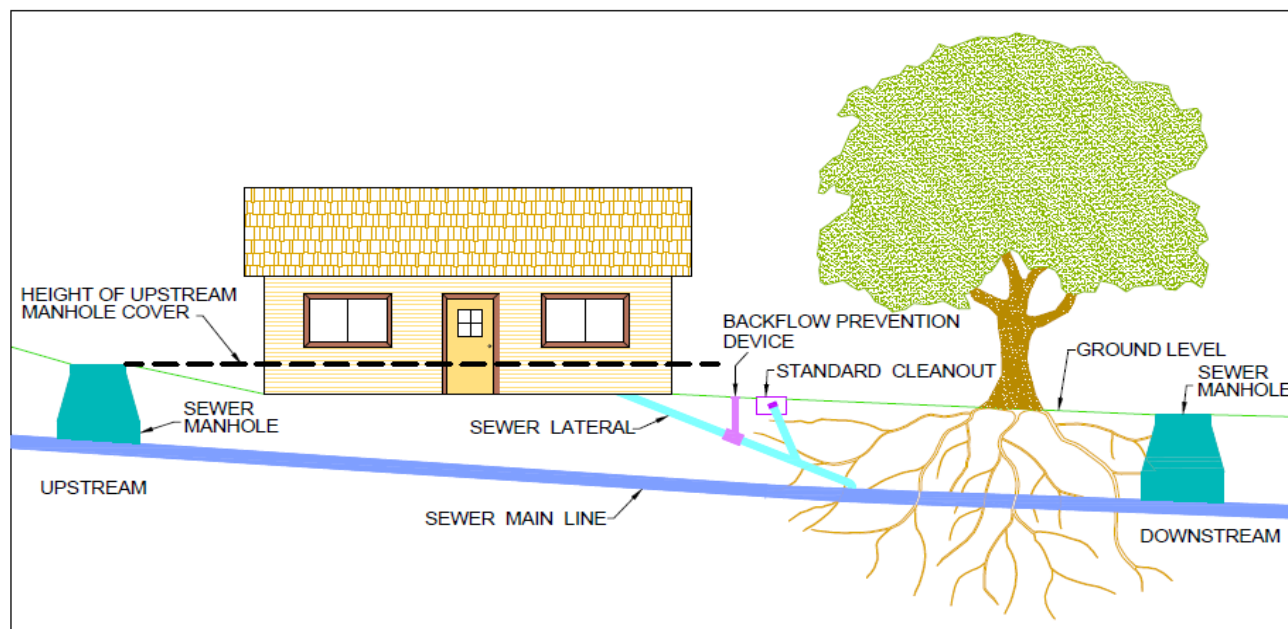 HEIGHT OF UPSTREAM
MANHOLE COVER
BACKFLOW PREVENTION
DEVICE
GROUND LEVEL
STANDARD CLEANOUT
SEWER
MANHOLE
SEWER
MANHOLE
SEWER LATERAL
UPSTREAM
SEWER MAIN LINE
DOWNSTREAM